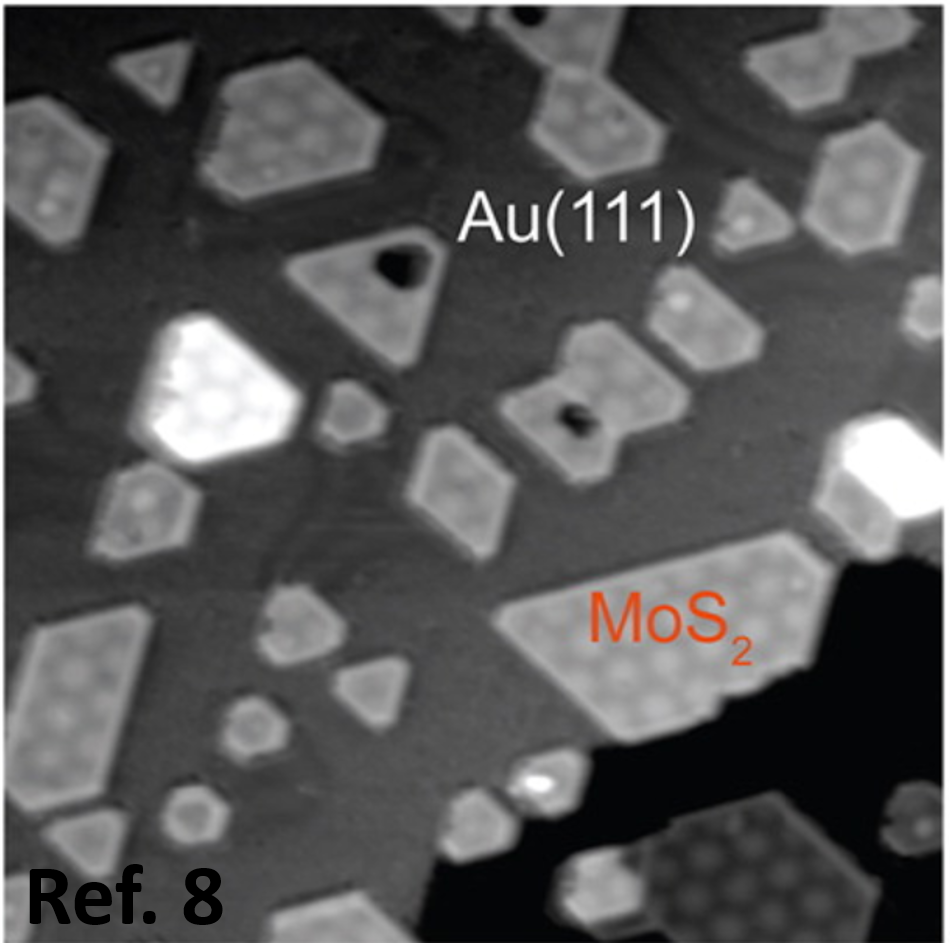 Au(111)
MoS₂
Ref. 8